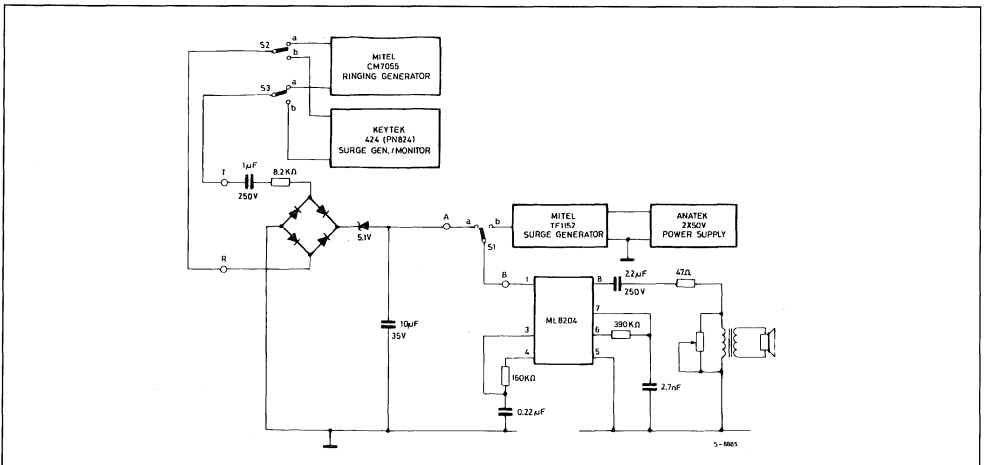 S2
a
b
S3
a
b
MITEL
CM7055
RINGING GENERATOR
KEYTEK
424 (PN824)
SURGE GEN./MONITOR
T
1µF
250V
8.2KΩ
5,1V
R
A
a
b
S1
MITEL
TF1152
SURGE GENERATOR
ANATEK
2X50V
POWER SUPPLY
B
1
8
2.2µF
250V
47Ω
ML8204
7
3
6
390KΩ
4
5
10µF
35V
160KΩ
2.7nF
0.22µF
S-8885